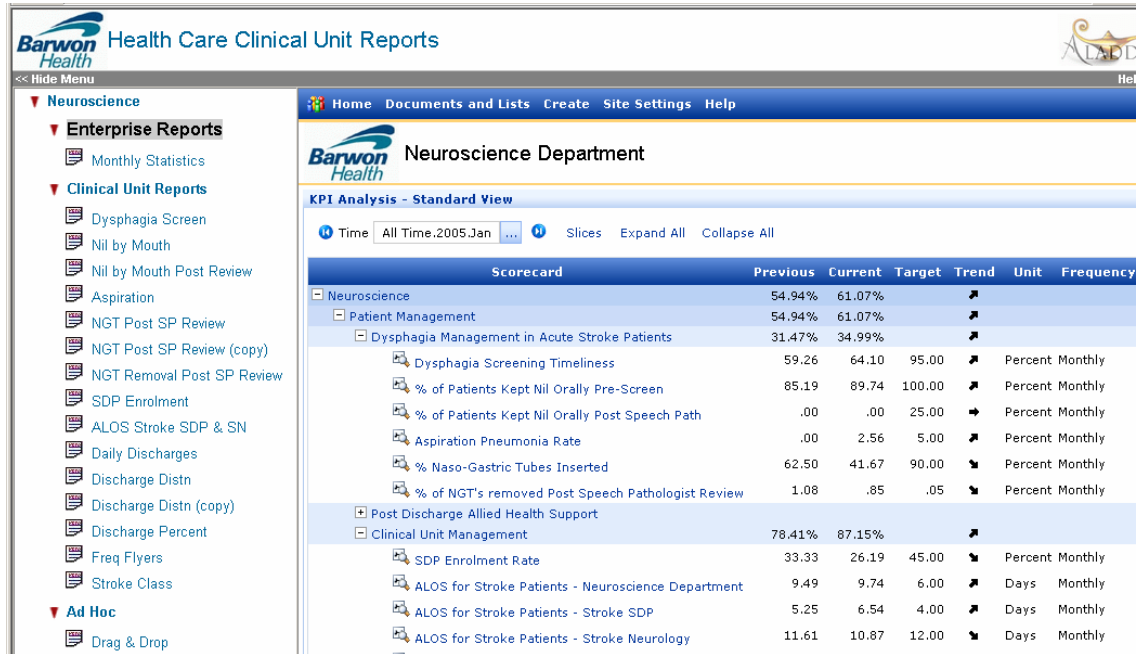 Barwon Health
Health Care Clinical Unit Reports
ALADD
<< Hide Menu
Hel
Neuroscience
Enterprise Reports
Monthly Statistics
Clinical Unit Reports
Dysphagia Screen
Nil by Mouth
Nil by Mouth Post Review
Aspiration
NGT Post SP Review
NGT Post SP Review (copy)
NGT Removal Post SP Review
SDP Enrolment
ALOS Stroke SDP & SN
Daily Discharges
Discharge Distn
Discharge Distn (copy)
Discharge Percent
Freq Flyers
Stroke Class
Ad Hoc
Drag & Drop
Home Documents and Lists Create Site Settings Help
Barwon Health
Neuroscience Department
KPI Analysis - Standard View
Time All Time.2005.Jan ... Slices Expand All Collapse All
Scorecard Previous Current Target Trend Unit Frequency
Neuroscience 54.94% 61.07%
Patient Management 54.94% 61.07%
Dysphagia Management in Acute Stroke Patients 31.47% 34.99%
Dysphagia Screening Timeliness 59.26 64.10 95.00 Percent Monthly
% of Patients Kept Nil Orally Pre-Screen 85.19 89.74 100.00 Percent Monthly
% of Patients Kept Nil Orally Post Speech Path .00 .00 25.00 Percent Monthly
Aspiration Pneumonia Rate .00 2.56 5.00 Percent Monthly
% Naso-Gastric Tubes Inserted 62.50 41.67 90.00 Percent Monthly
% of NGT's removed Post Speech Pathologist Review 1.08 .85 .05 Percent Monthly
Post Discharge Allied Health Support
Clinical Unit Management 78.41% 87.15%
SDP Enrolment Rate 33.33 26.19 45.00 Percent Monthly
ALOS for Stroke Patients - Neuroscience Department 9.49 9.74 6.00 Days Monthly
ALOS for Stroke Patients - Stroke SDP 5.25 6.54 4.00 Days Monthly
ALOS for Stroke Patients - Stroke Neurology 11.61 10.87 12.00 Days Monthly